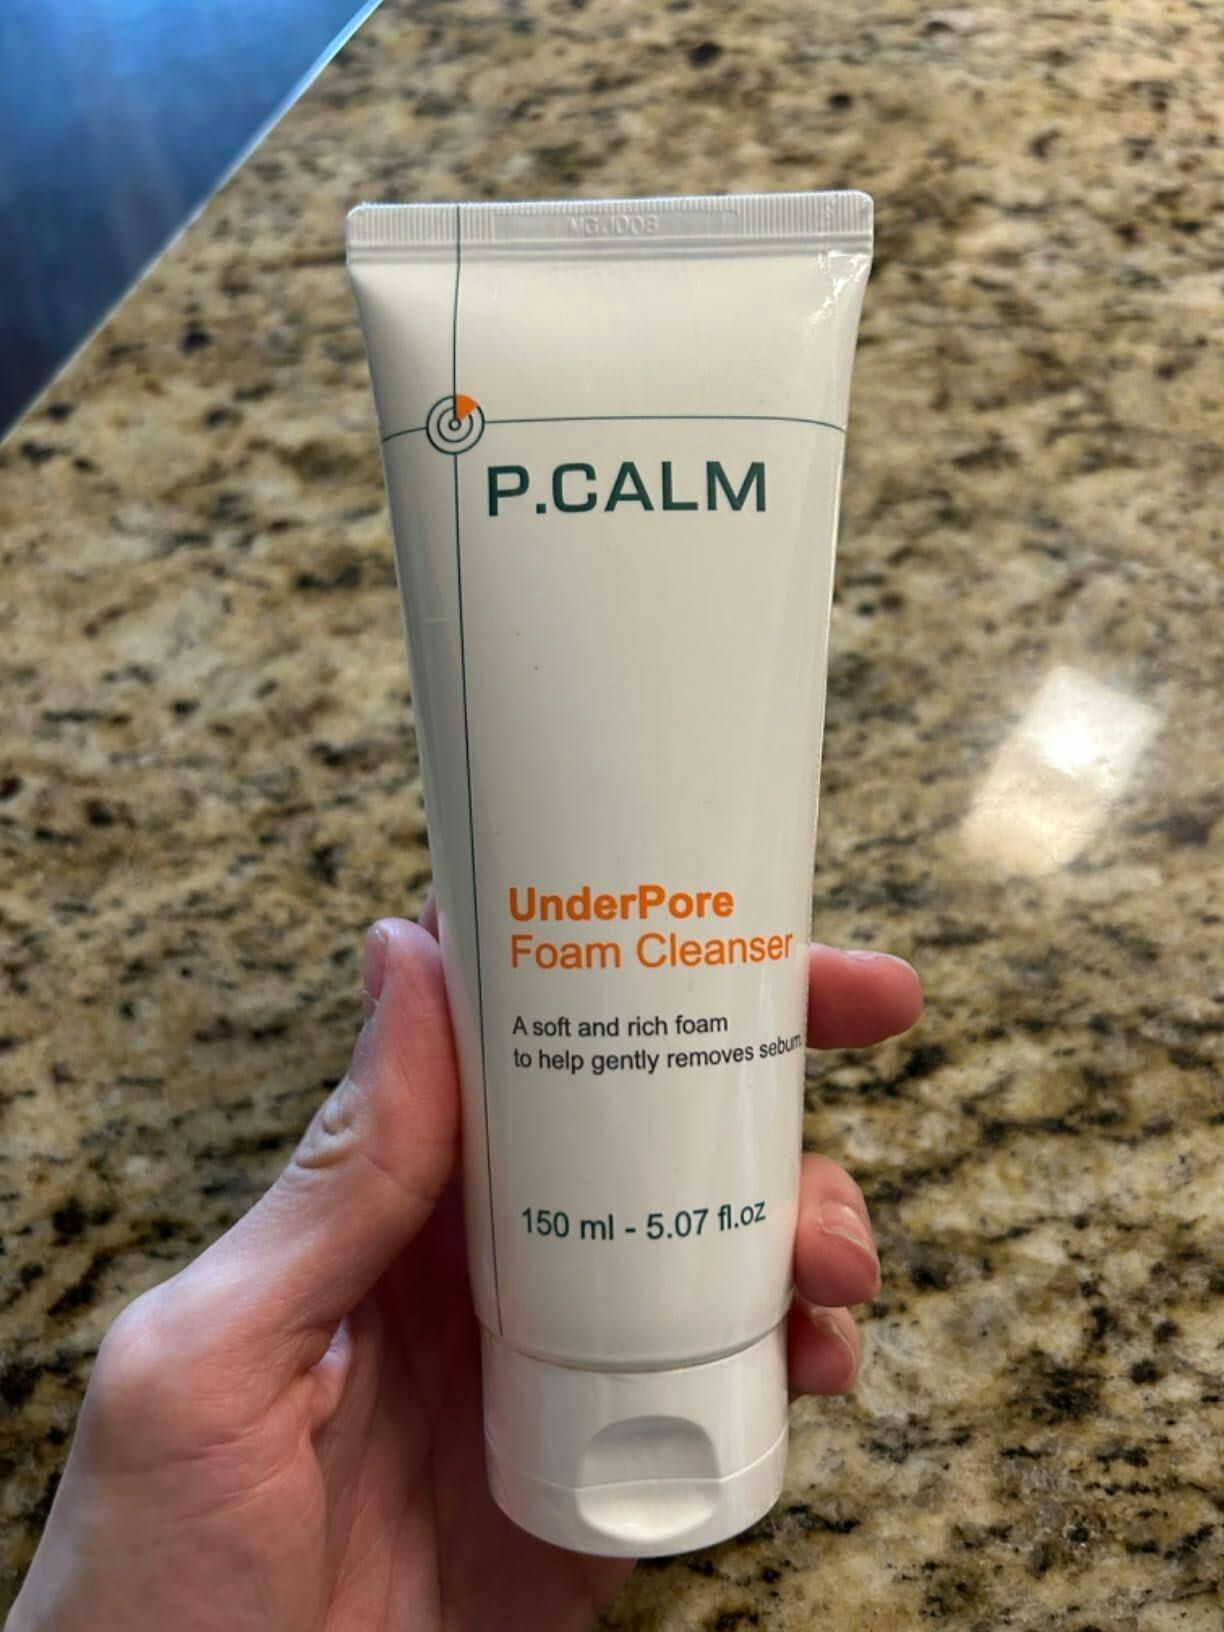 MGJ008
P.CALM
UnderPore
Foam Cleanser
A soft and rich foam
to help gently removes sebum.
150 ml - 5.07 fl.oz